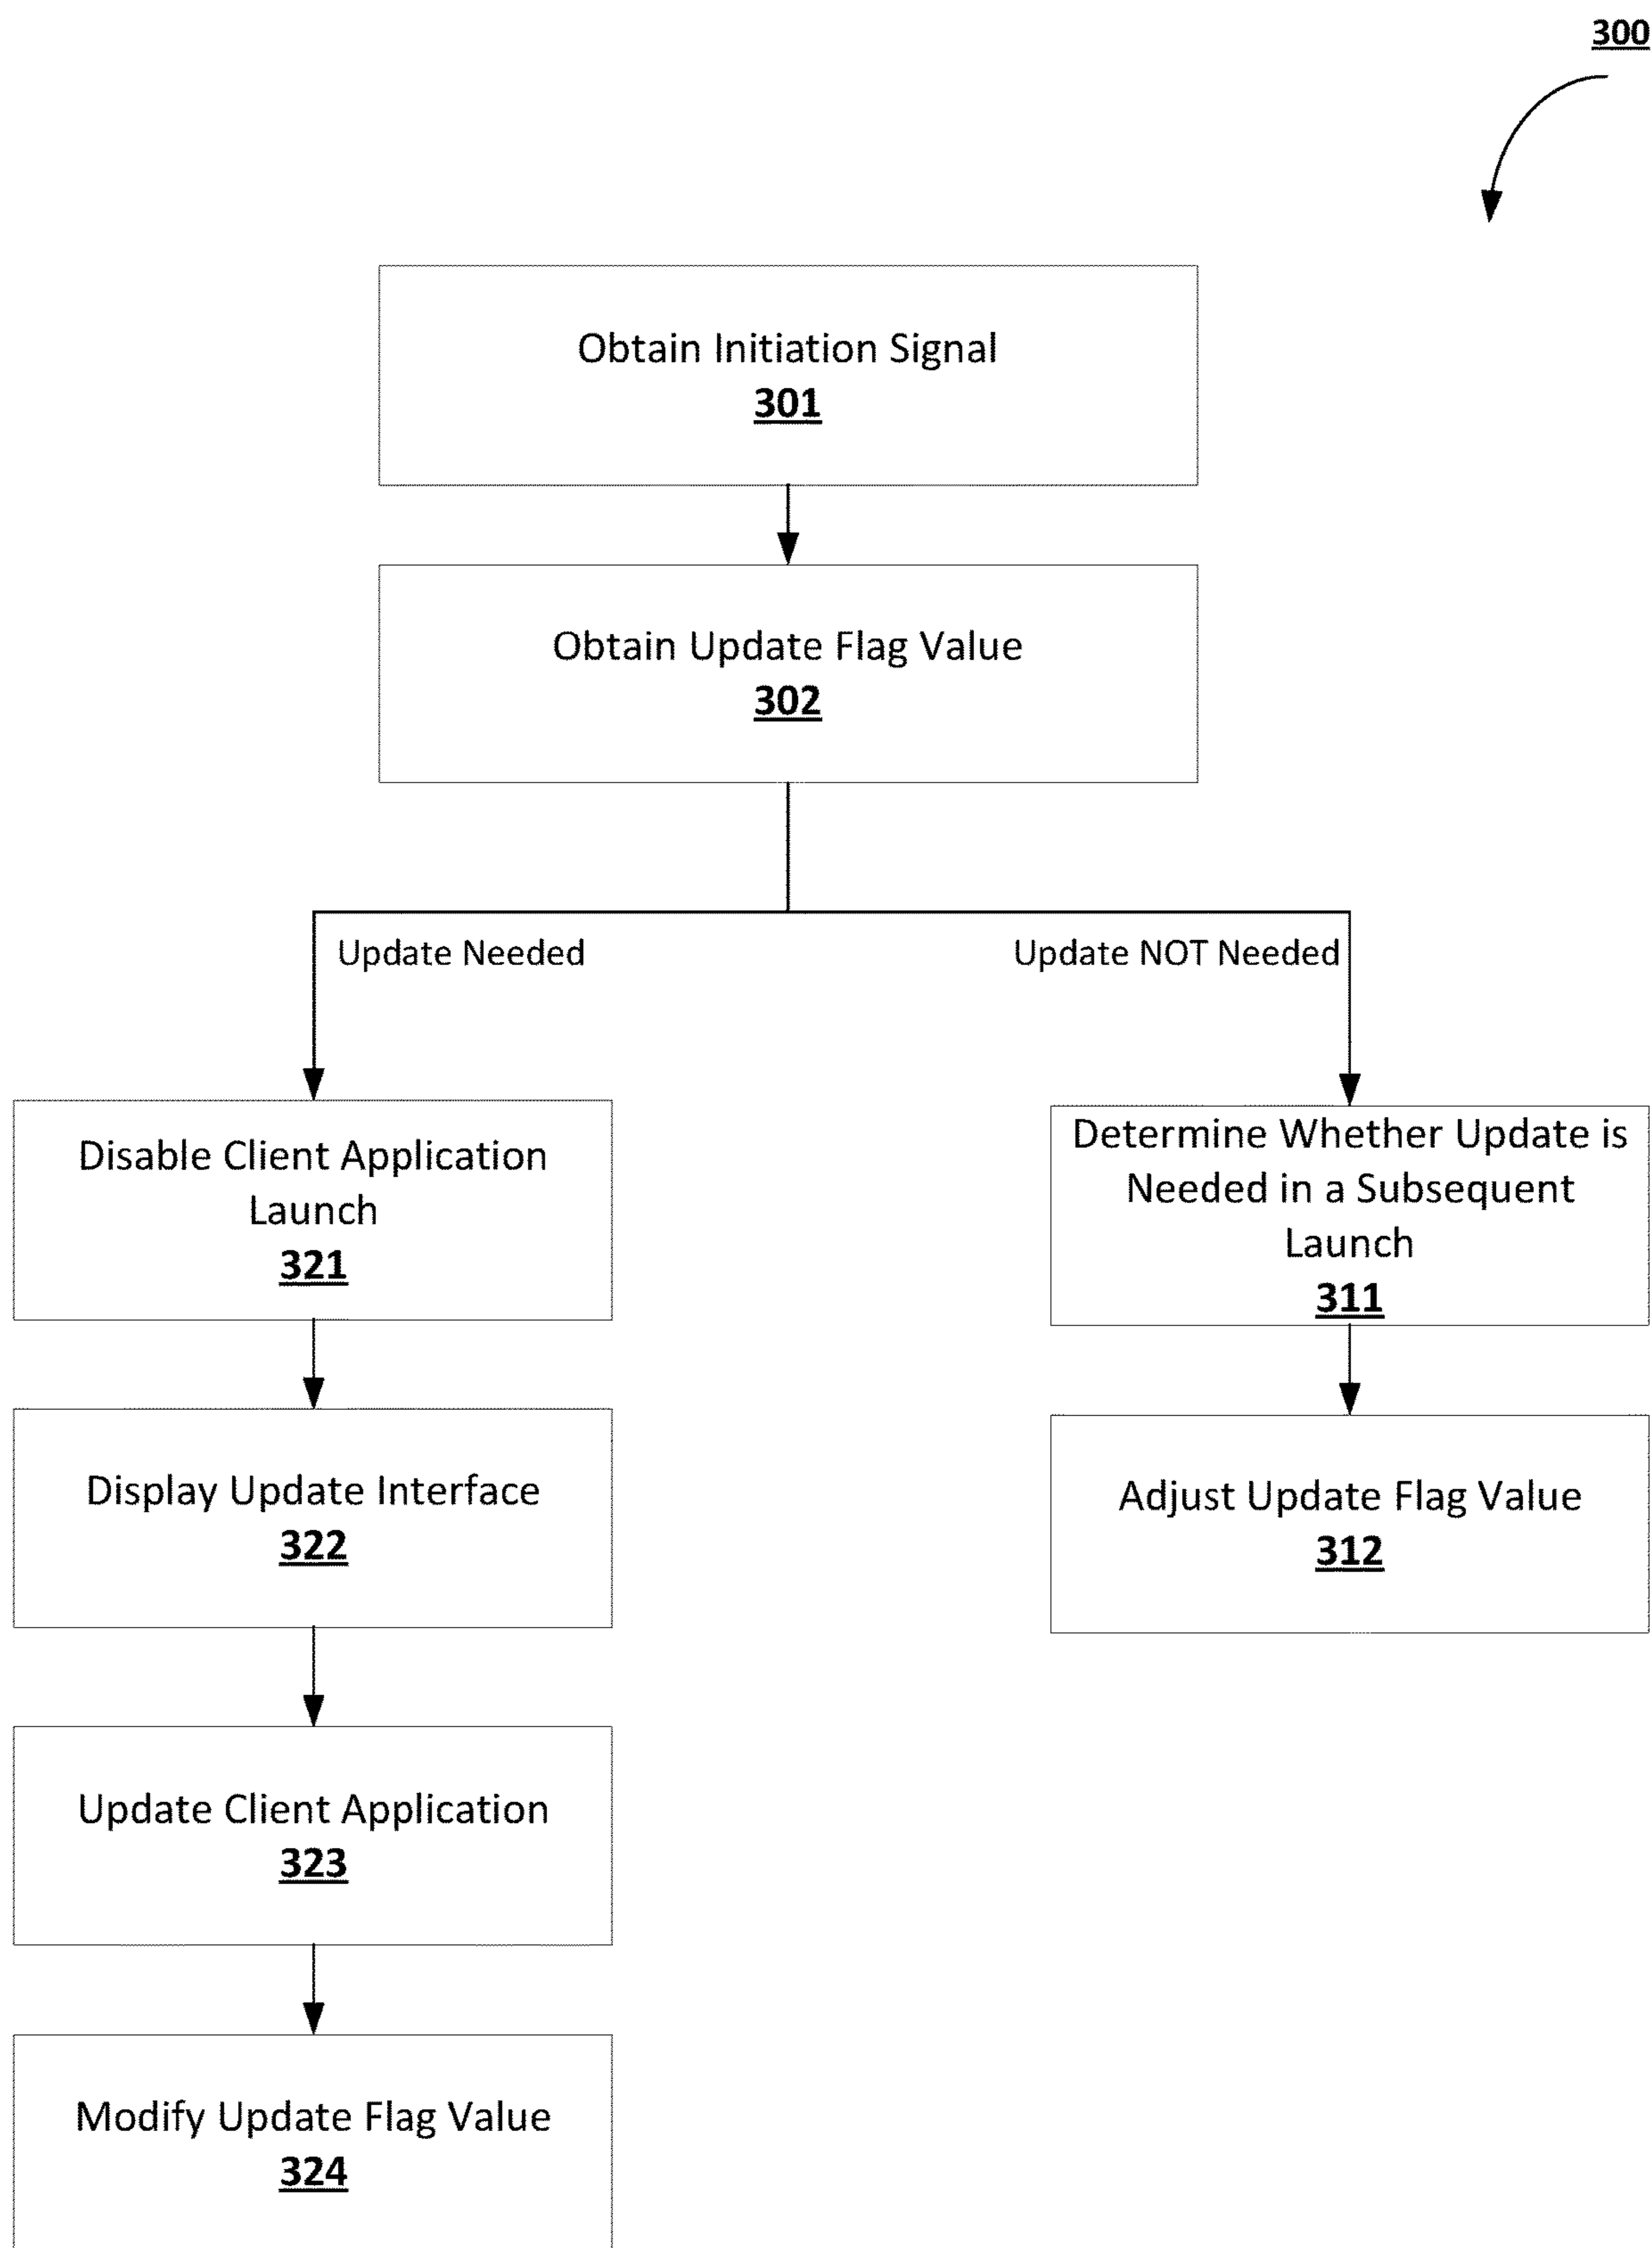 300
Obtain Initiation Signal
301
Obtain Update Flag Value
302
Update Needed
Update NOT Needed
Disable Client Application
Launch
321
Determine Whether Update is
Needed in a Subsequent
Launch
311
Display Update Interface
322
Adjust Update Flag Value
312
Update Client Application
323
Modify Update Flag Value
324